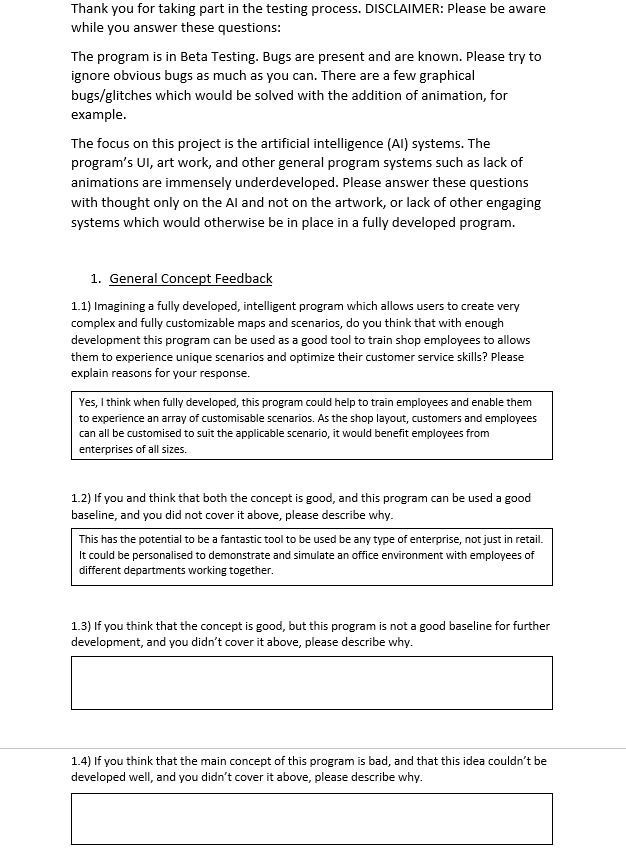 Thank you for taking part in the testing process. DISCLAIMER: Please be aware
while you answer these questions:
The program is in Beta Testing. Bugs are present and are known. Please try to
ignore obvious bugs as much as you can. There are a few graphical
bugs/glitches which would be solved with the addition of animation, for
example.
The focus on this project is the artificial intelligence (AI) systems. The
program's UI, art work, and other general program systems such as lack of
animations are immensely underdeveloped. Please answer these questions
with thought only on the AI and not on the artwork, or lack of other engaging
systems which would otherwise be in place in a fully developed program.
1. General Concept Feedback
1.1) Imagining a fully developed, intelligent program which allows users to create very
complex and fully customizable maps and scenarios, do you think that with enough
development this program can be used as a good tool to train shop employees to allows
them to experience unique scenarios and optimize their customer service skills? Please
explain reasons for your response.
Yes, I think when fully developed, this program could help to train employees and enable them
to experience an array of customisable scenarios. As the shop layout, customers and employees
can all be customised to suit the applicable scenario, it would benefit employees from
enterprises of all sizes.
1.2) If you and think that both the concept is good, and this program can be used a good
baseline, and you did not cover it above, please describe why.
This has the potential to be a fantastic tool to be used be any type of enterprise, not just in retail.
It could be personalised to demonstrate and simulate an office environment with employees of
different departments working together.
1.3) If you think that the concept is good, but this program is not a good baseline for further
development, and you didn't cover it above, please describe why.
1.4) If you think that the main concept of this program is bad, and that this idea couldn't be
developed well, and you didn't cover it above, please describe why.